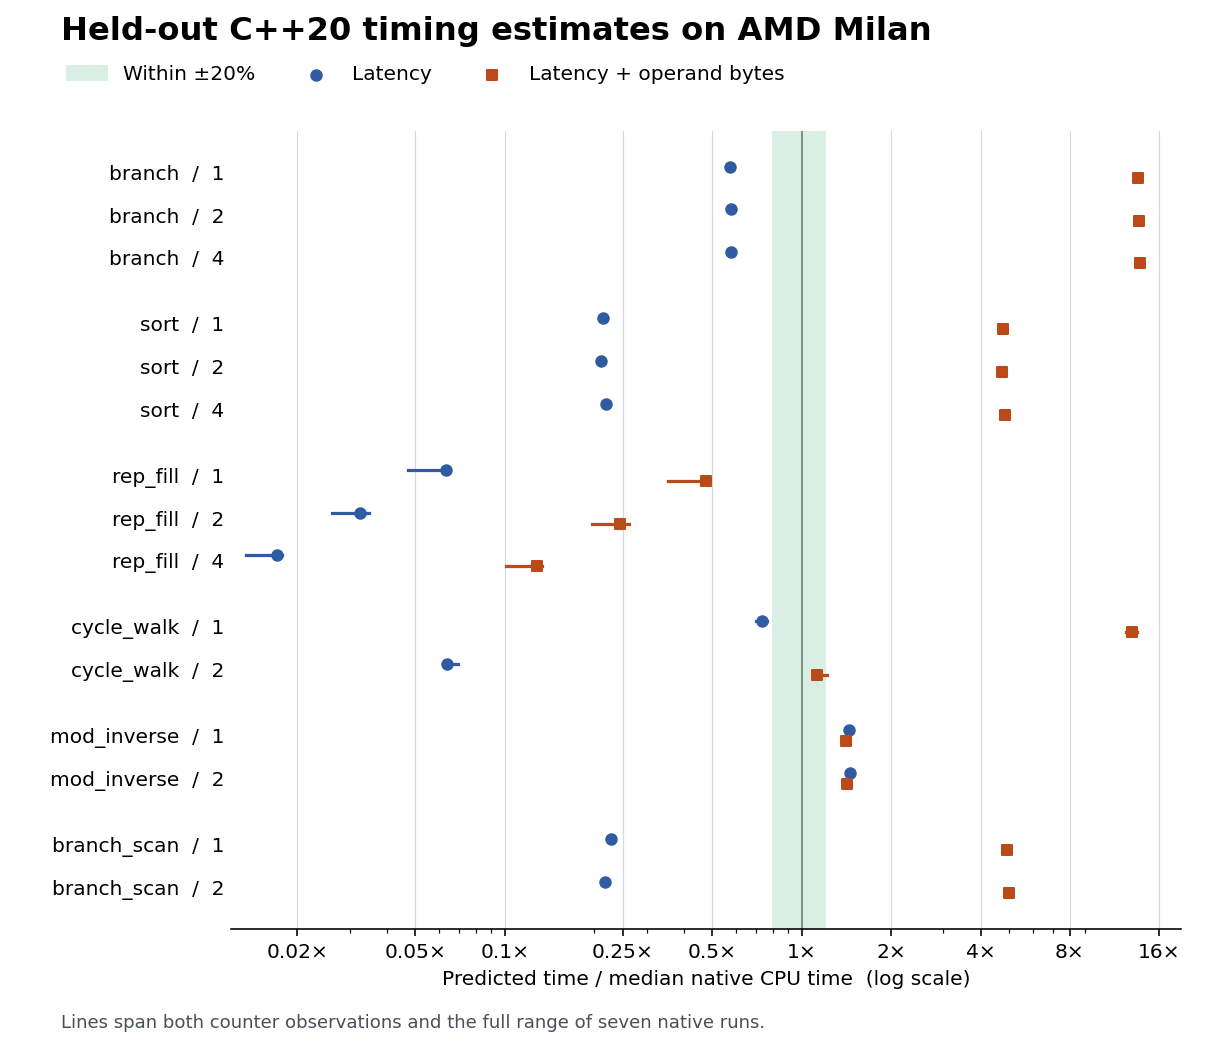 Held-out C++20 timing estimates on AMD Milan
Within ±20%
Latency
Latency + operand bytes
branch / 1
branch / 2
branch / 4
sort / 1
sort / 2
sort / 4
rep_fill / 1
rep_fill / 2
rep_fill / 4
cycle_walk / 1
cycle_walk / 2
mod_inverse / 1
mod_inverse / 2
branch_scan / 1
branch_scan / 2
0.02× 0.05× 0.1× 0.25× 0.5× 1× 2× 4× 8× 16×
Predicted time / median native CPU time (log scale)
Lines span both counter observations and the full range of seven native runs.